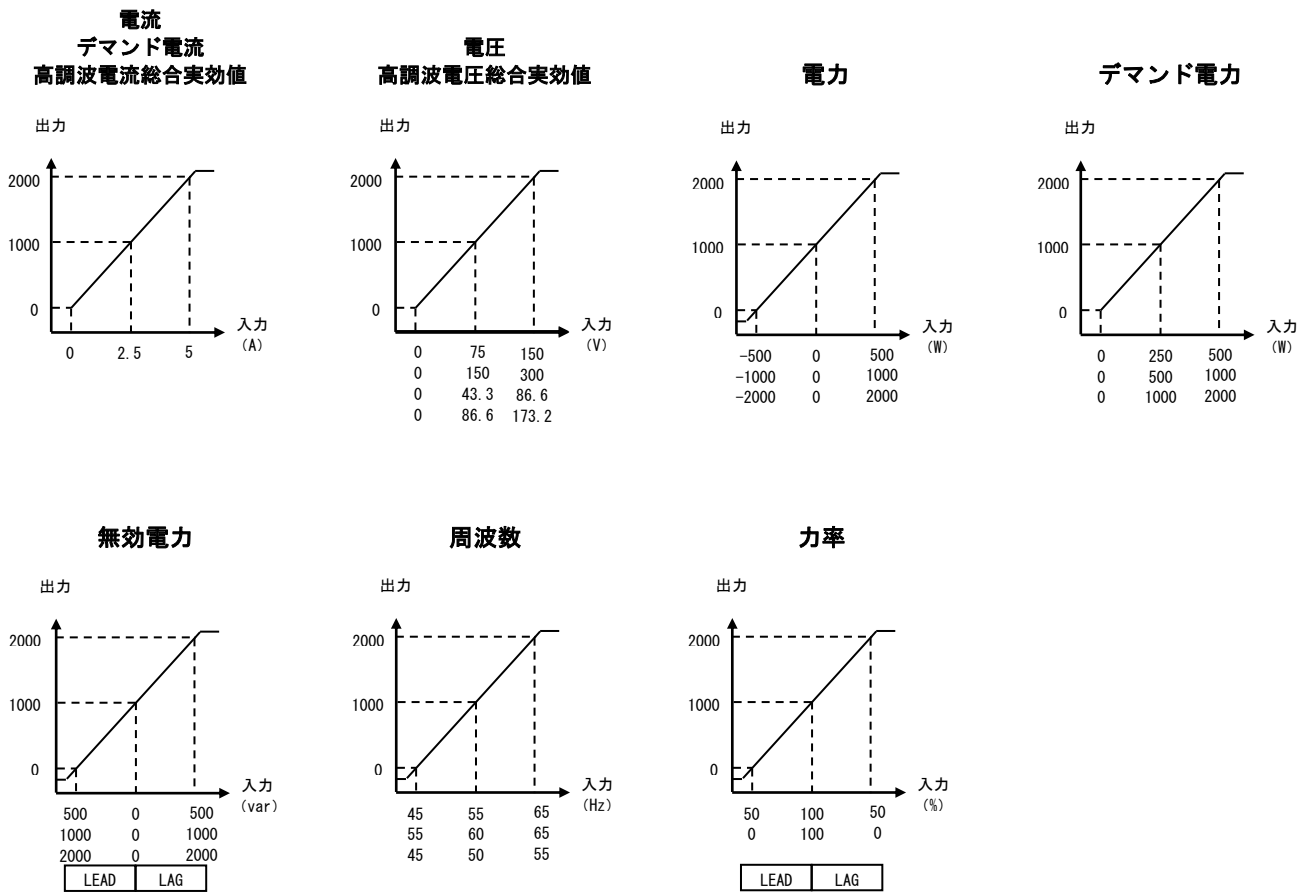 電流
デマンド電流
高調波電流総合実効値
出力
2000
1000
0
0 2.5 5
入力
(A)
電圧
高調波電圧総合実効値
出力
2000
1000
0
入力
(V)
0 75 150
0 150 300
0 43.3 86.6
0 86.6 173.2
電力
出力
2000
1000
0
入力
(W)
-500 0 500
-1000 0 1000
-2000 0 2000
デマンド電力
出力
2000
1000
0
入力
(W)
0 250 500
0 500 1000
0 1000 2000
無効電力
出力
2000
1000
0
入力
(var)
500 0 500
1000 0 1000
2000 0 2000
LEAD LAG
周波数
出力
2000
1000
0
入力
(Hz)
45 55 65
55 60 65
45 50 55
力率
出力
2000
1000
0
入力
(%)
50 100 50
0 100 0
LEAD LAG